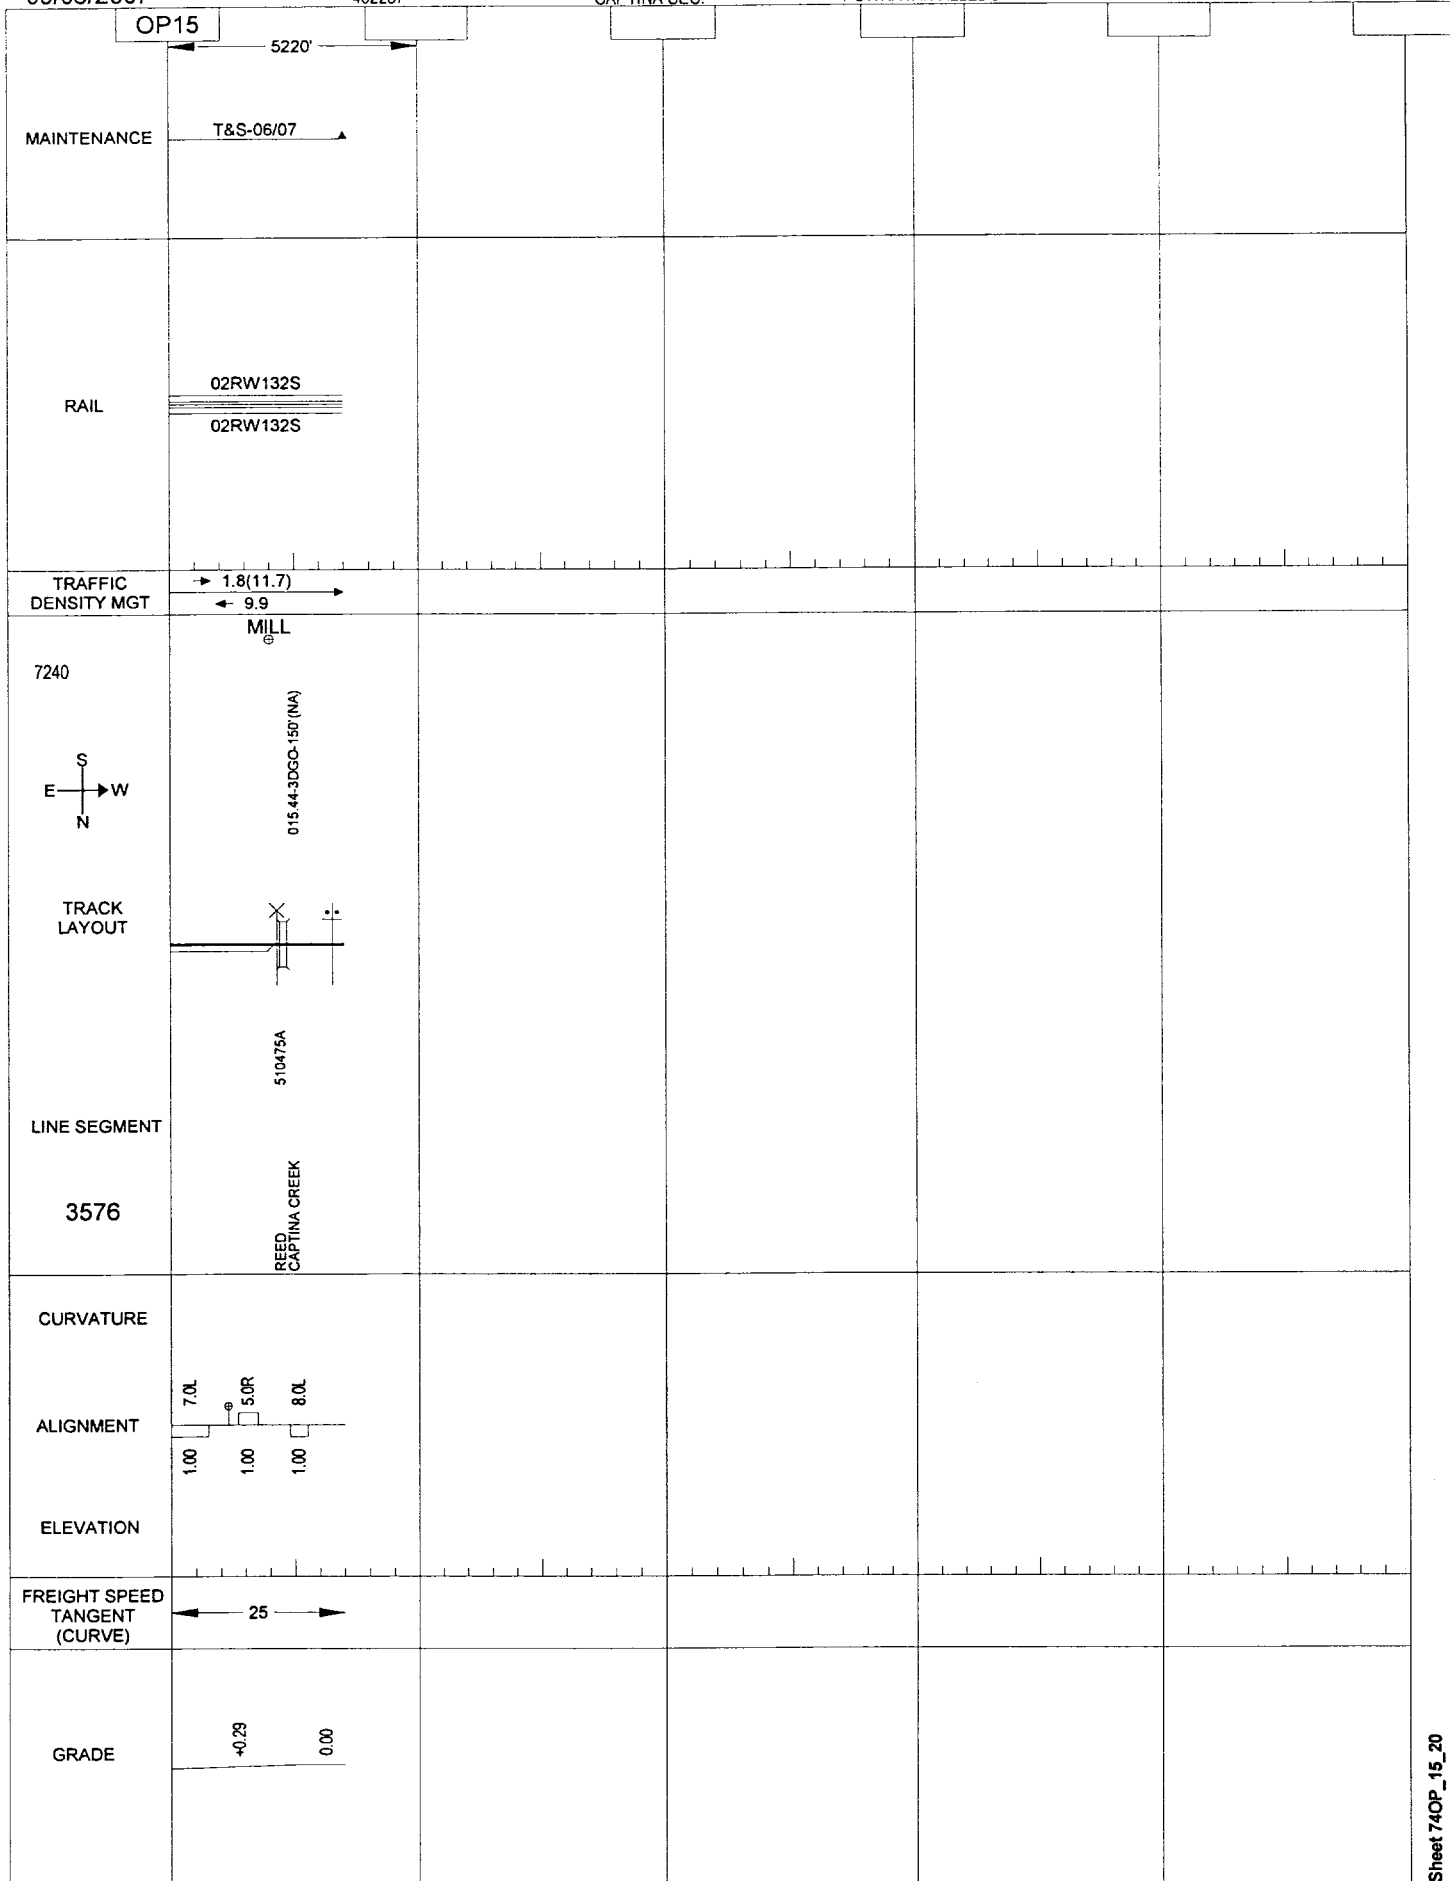 OP15
5220'
MAINTENANCE
T&S-06/07
RAIL
02RW132S
02RW132S
TRAFFIC
DENSITY MGT
1.8(11.7)
9.9
MILL
7240
015.44-3DGO-150'(NA)
S
E
W
N
TRACK
LAYOUT
510475A
LINE SEGMENT
3576
REED
CAPTINA CREEK
CURVATURE
7.0L
5.0R
8.0L
ALIGNMENT
1.00
1.00
1.00
ELEVATION
FREIGHT SPEED
TANGENT
(CURVE)
25
GRADE
+0.29
0.00
Sheet 74OP_15_20